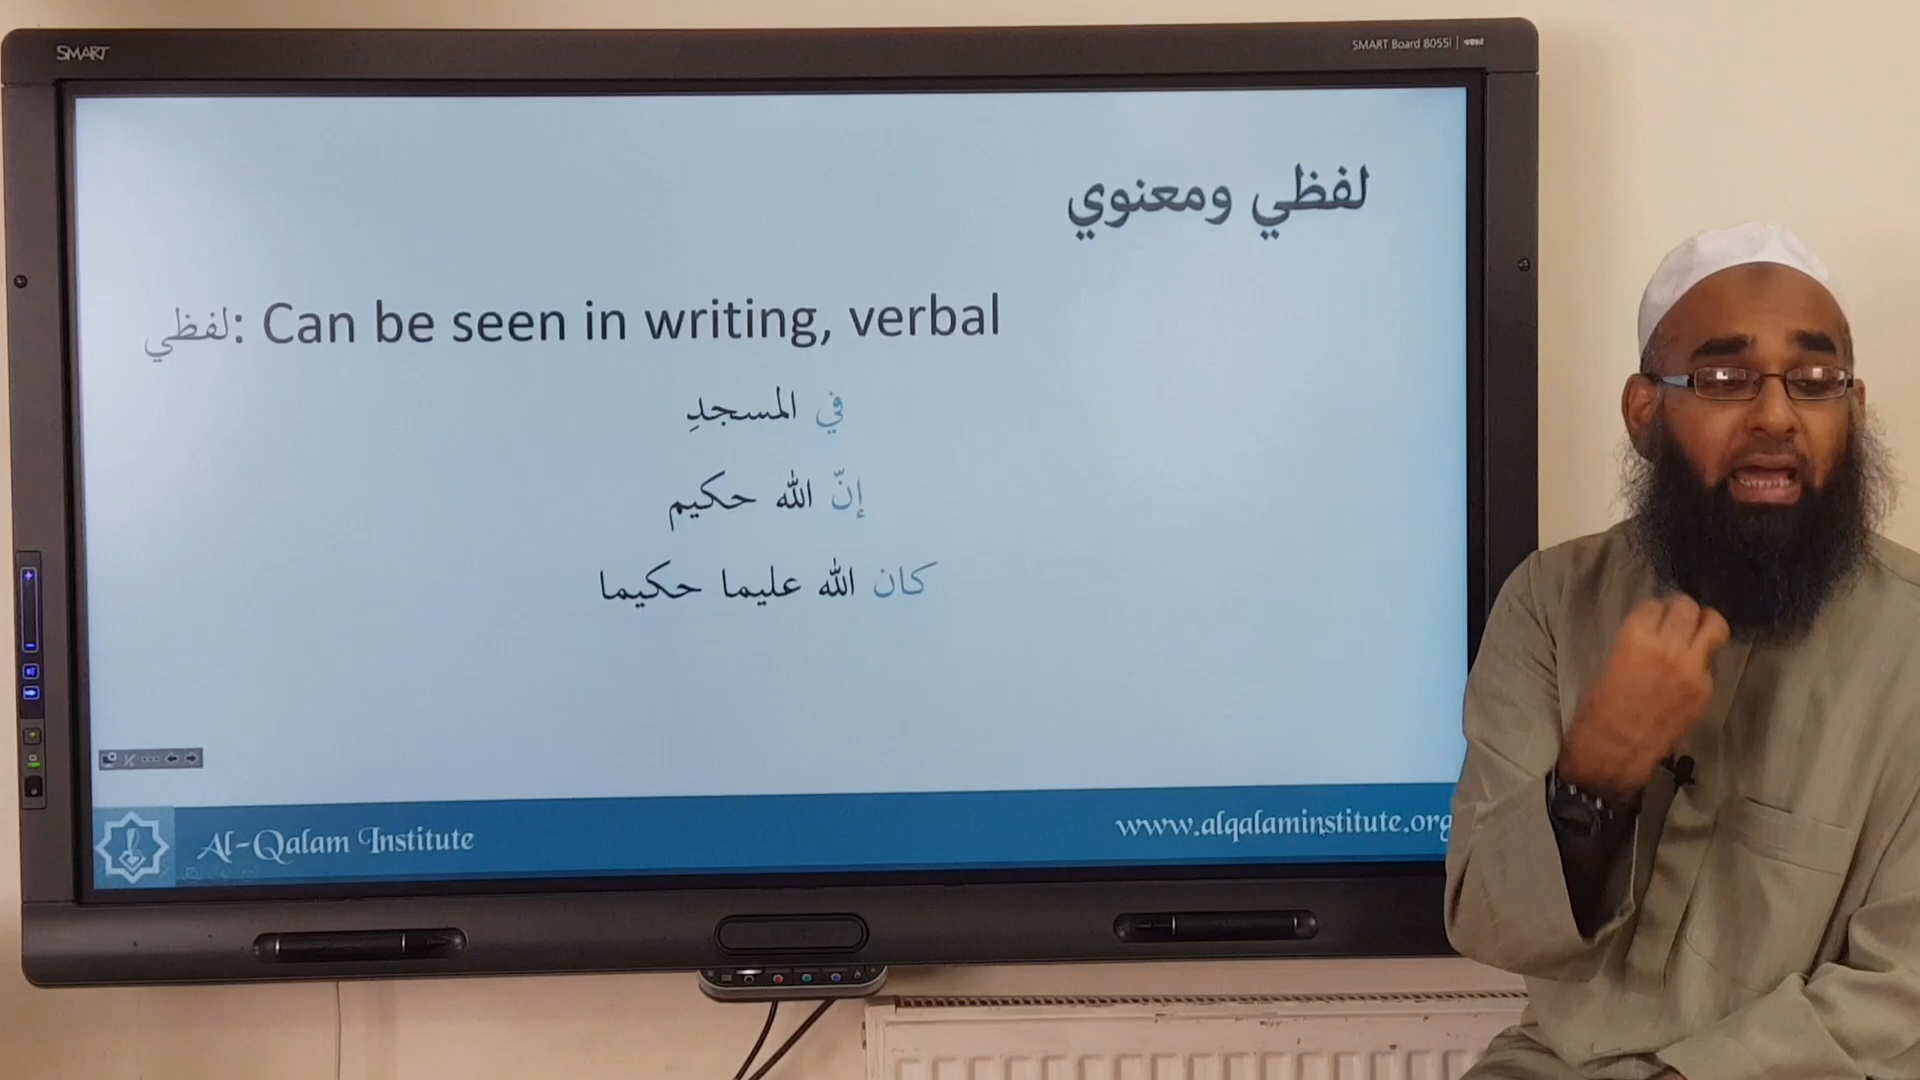 SMART
SMART Board 8055i
لفظي ومعنوي
لفظي: Can be seen in writing, verbal
في المسجدِ
إنّ الله حكيم
كان الله عليما حكيما
Al-Qalam Institute
www.alqalaminstitute.org